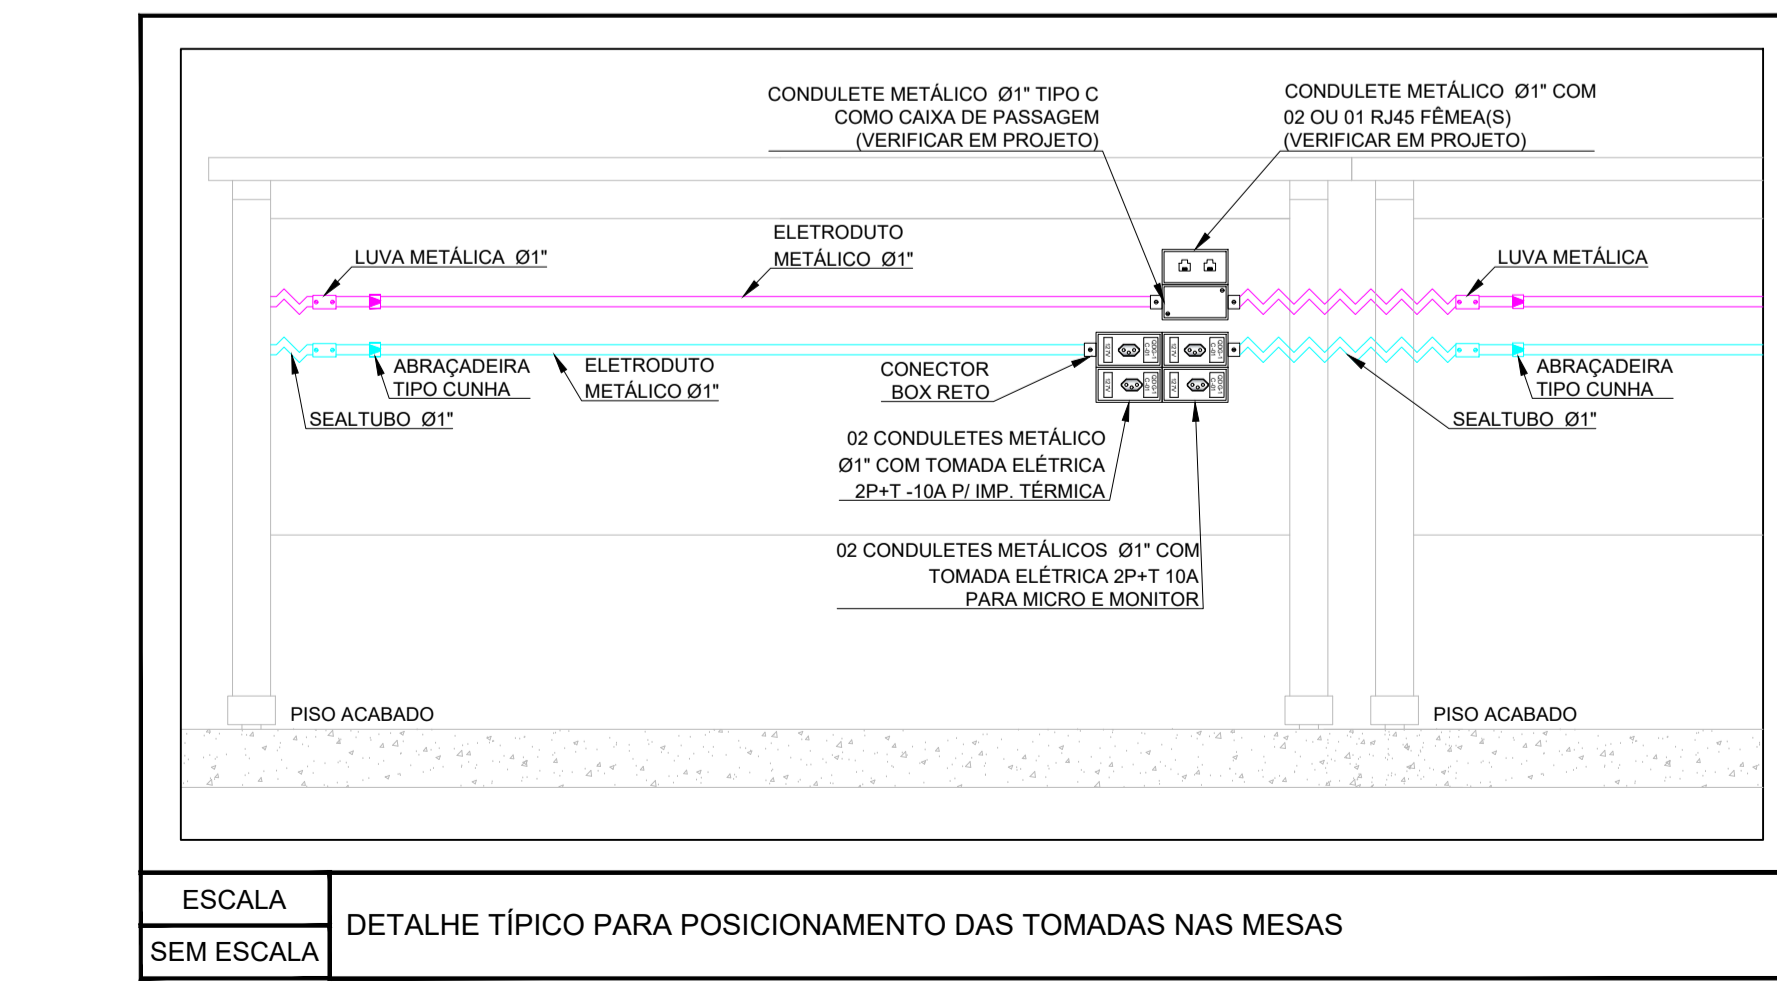 CONDULETE METÁLICO Ø1" TIPO C
COMO CAIXA DE PASSAGEM
(VERIFICAR EM PROJETO)
CONDULETE METÁLICO Ø1" COM
02 OU 01 RJ45 FÊMEA(S)
(VERIFICAR EM PROJETO)
LUVA METÁLICA Ø1"
ELETRODUTO
METÁLICO Ø1"
LUVA METÁLICA
ABRAÇADEIRA
TIPO CUNHA
ELETRODUTO
METÁLICO Ø1"
CONECTOR
BOX RETO
127V
127V
127V
127V
ABRAÇADEIRA
TIPO CUNHA
SEALTUBO Ø1"
SEALTUBO Ø1"
02 CONDULETES METÁLICO
Ø1" COM TOMADA ELÉTRICA
2P+T -10A P/ IMP. TÉRMICA
02 CONDULETES METÁLICOS Ø1" COM
TOMADA ELÉTRICA 2P+T 10A
PARA MICRO E MONITOR
PISO ACABADO
PISO ACABADO
ESCALA
SEM ESCALA
DETALHE TÍPICO PARA POSICIONAMENTO DAS TOMADAS NAS MESAS